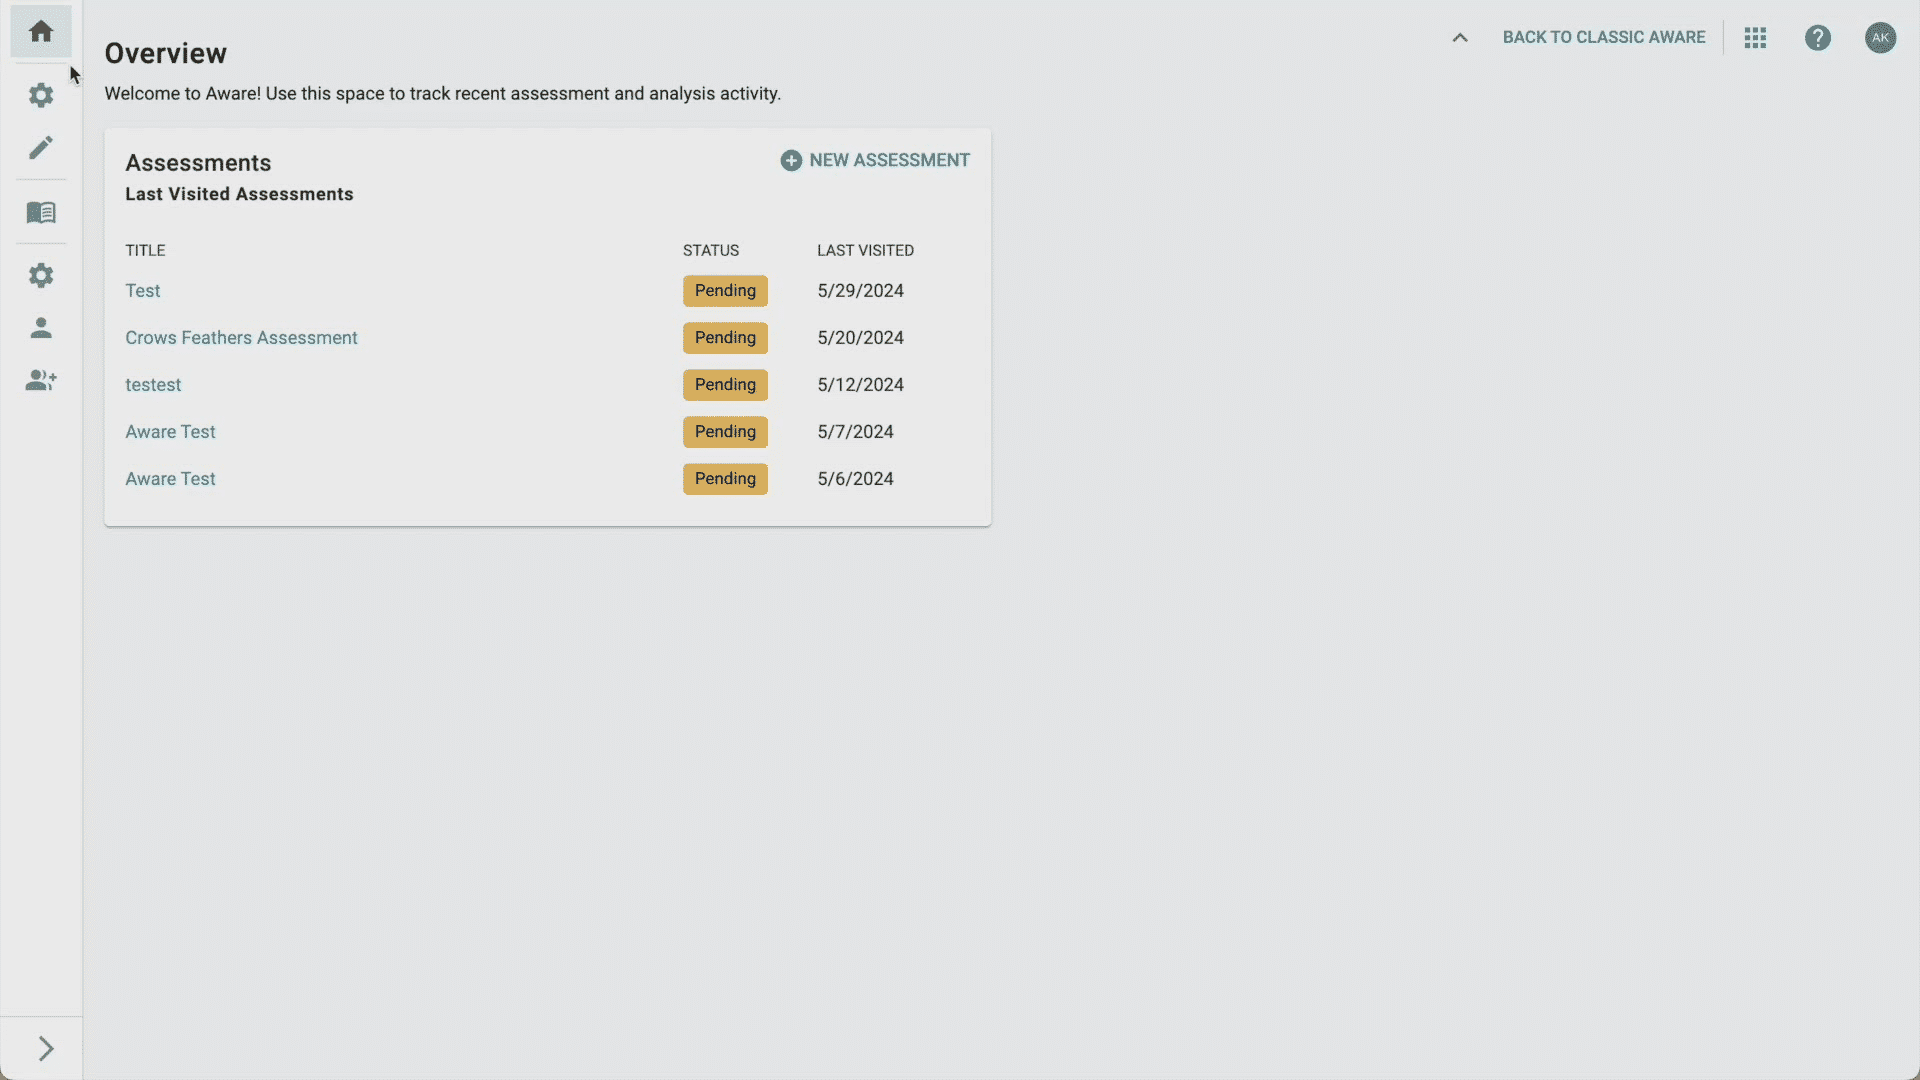 Overview
BACK TO CLASSIC AWARE
AK
Welcome to Aware! Use this space to track recent assessment and analysis activity.
Assessments
NEW ASSESSMENT
Last Visited Assessments
TITLE STATUS LAST VISITED
Test Pending 5/29/2024
Crows Feathers Assessment Pending 5/20/2024
testest Pending 5/12/2024
Aware Test Pending 5/7/2024
Aware Test Pending 5/6/2024